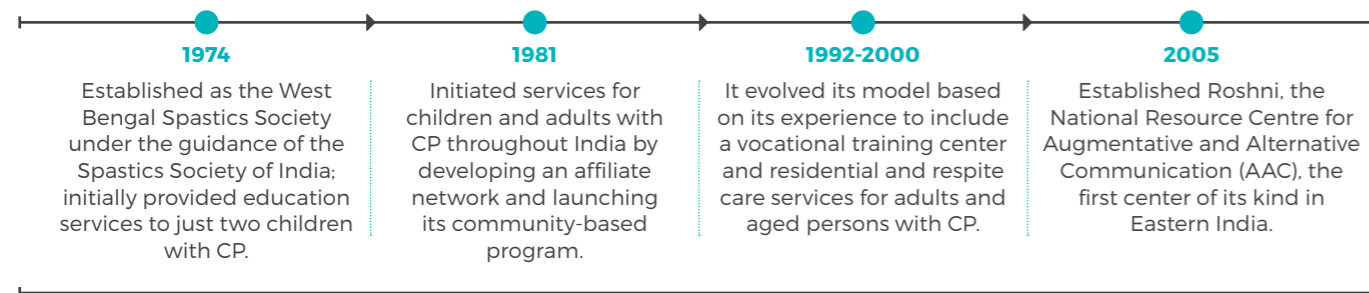 1974
Established as the West
Bengal Spastics Society
under the guidance of the
Spastics Society of India;
initially provided education
services to just two children
with CP.
1981
Initiated services for
children and adults with
CP throughout India by
developing an affiliate
network and launching
its community-based
program.
1992-2000
It evolved its model based
on its experience to include
a vocational training center
and residential and respite
care services for adults and
aged persons with CP.
2005
Established Roshni, the
National Resource Centre for
Augmentative and Alternative
Communication (AAC), the
first center of its kind in
Eastern India.